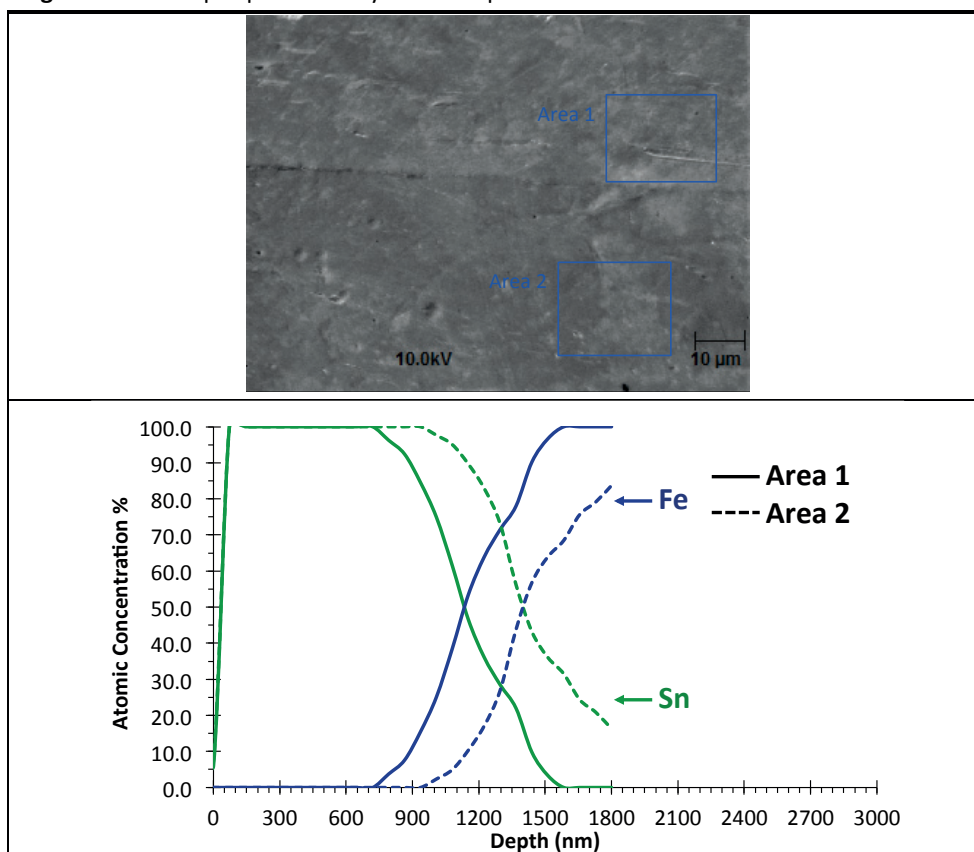 Area 1
Area 2
10.0kV
10 µm
100.0
90.0
80.0
70.0
60.0
50.0
40.0
30.0
20.0
10.0
0.0
Atomic Concentration %
Area 1
Area 2
Fe
Sn
0 300 600 900 1200 1500 1800 2100 2400 2700 3000
Depth (nm)